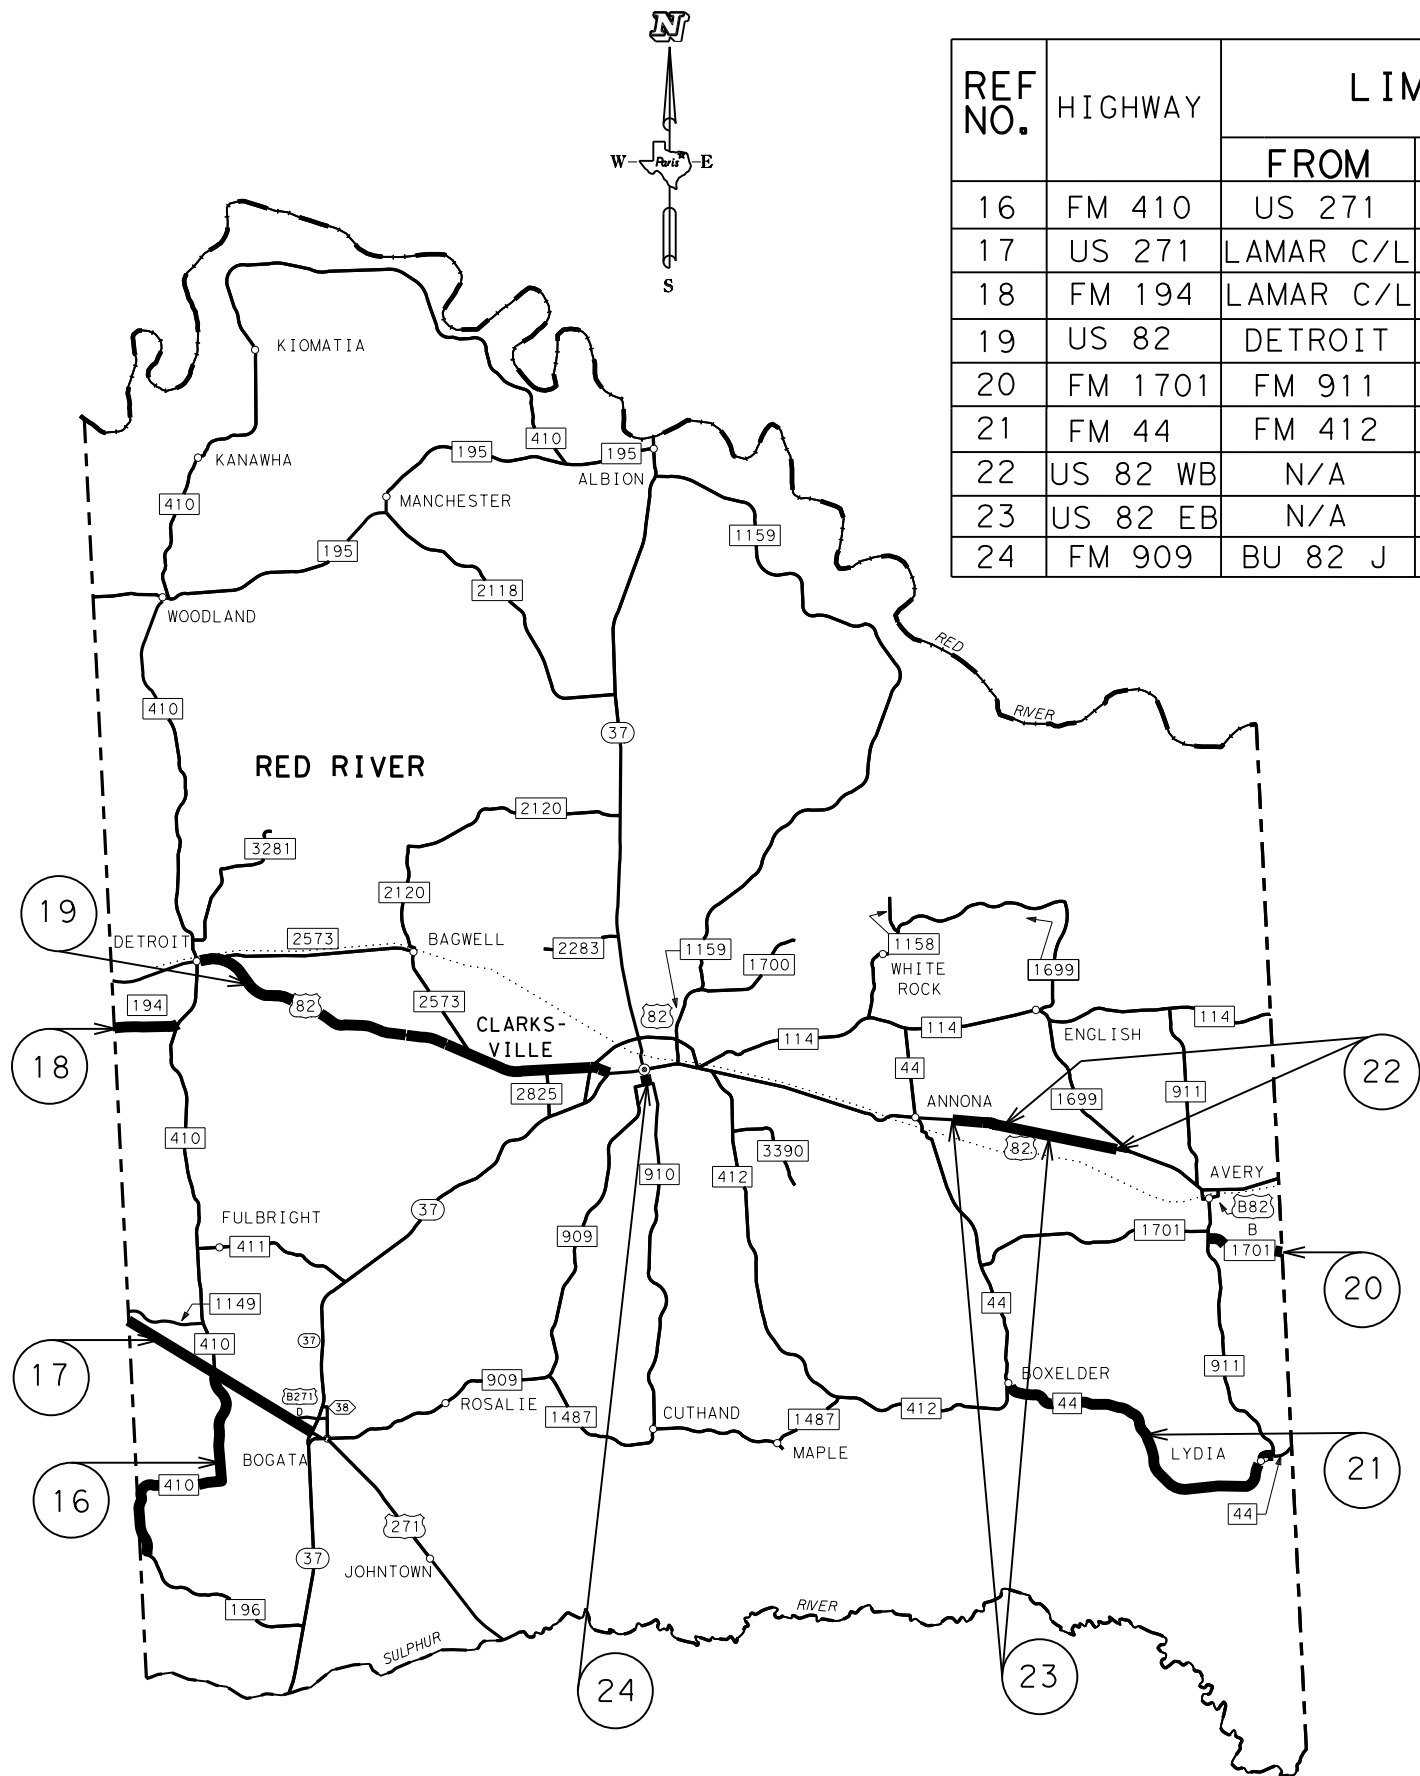 N
W
Paris
E
S
REF NO. HIGHWAY LIM
FROM
16 FM 410 US 271
17 US 271 LAMAR C/L
18 FM 194 LAMAR C/L
19 US 82 DETROIT
20 FM 1701 FM 911
21 FM 44 FM 412
22 US 82 WB N/A
23 US 82 EB N/A
24 FM 909 BU 82 J
KIOMATIA
KANAWHA
410
195
195
ALBION
410
MANCHESTER
195
1159
2118
WOODLAND
RED
RIVER
410
37
RED RIVER
2120
3281
2120
19
DETROIT
2573
BAGWELL
2283
1159
1700
1158
WHITE
ROCK
1699
194
82
2573
82
CLARKS-
VILLE
114
114
ENGLISH
114
18
2825
44
ANNONA
1699
911
22
410
3390
82
910
412
AVERY
B82
B
FULBRIGHT
411
37
909
1701
1701
20
1149
410
37
44
17
B271
D
38
909
ROSALIE
1487
CUTHAND
1487
MAPLE
412
BOXELDER
44
911
LYDIA
BOGATA
16
410
21
44
271
37
JOHNTOWN
196
SULPHUR
RIVER
24
23